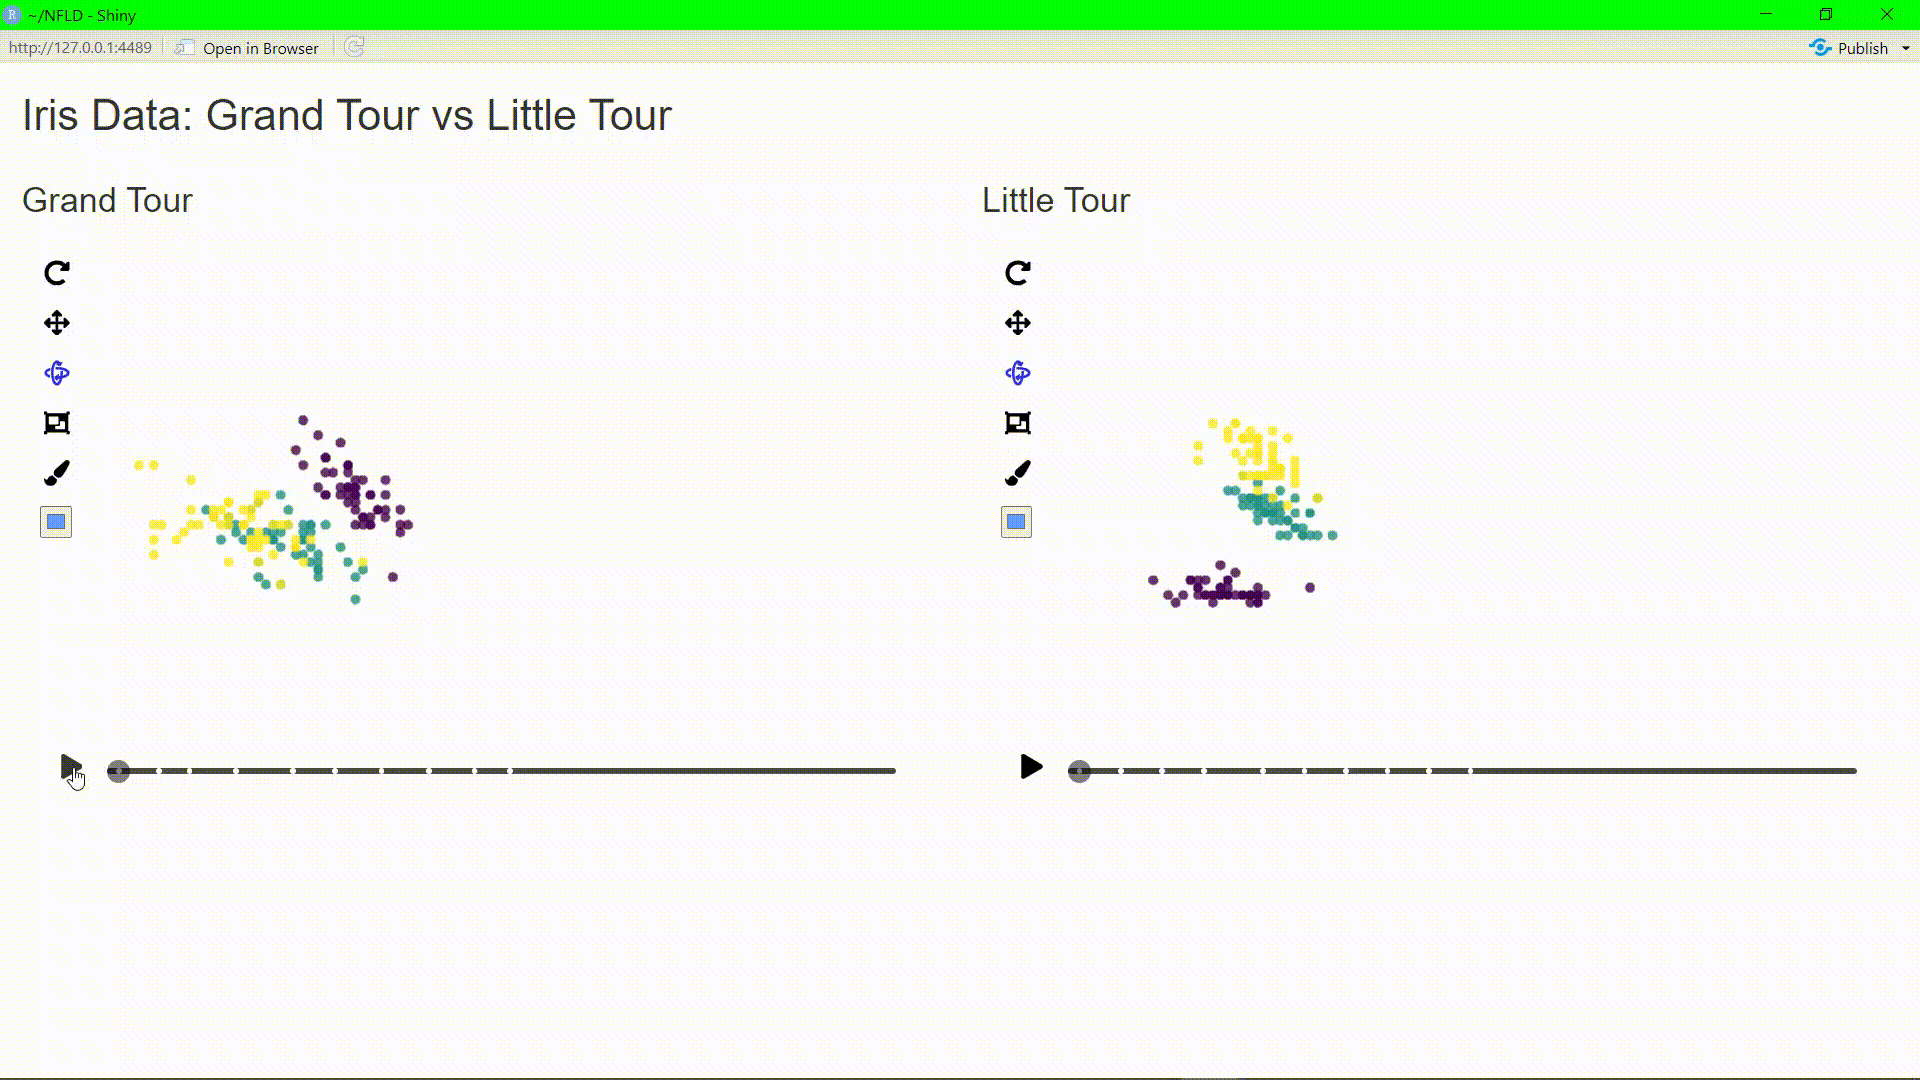 R ~/NFLD - Shiny
http://127.0.0.1:4489 Open in Browser Publish
Iris Data: Grand Tour vs Little Tour
Grand Tour
Little Tour